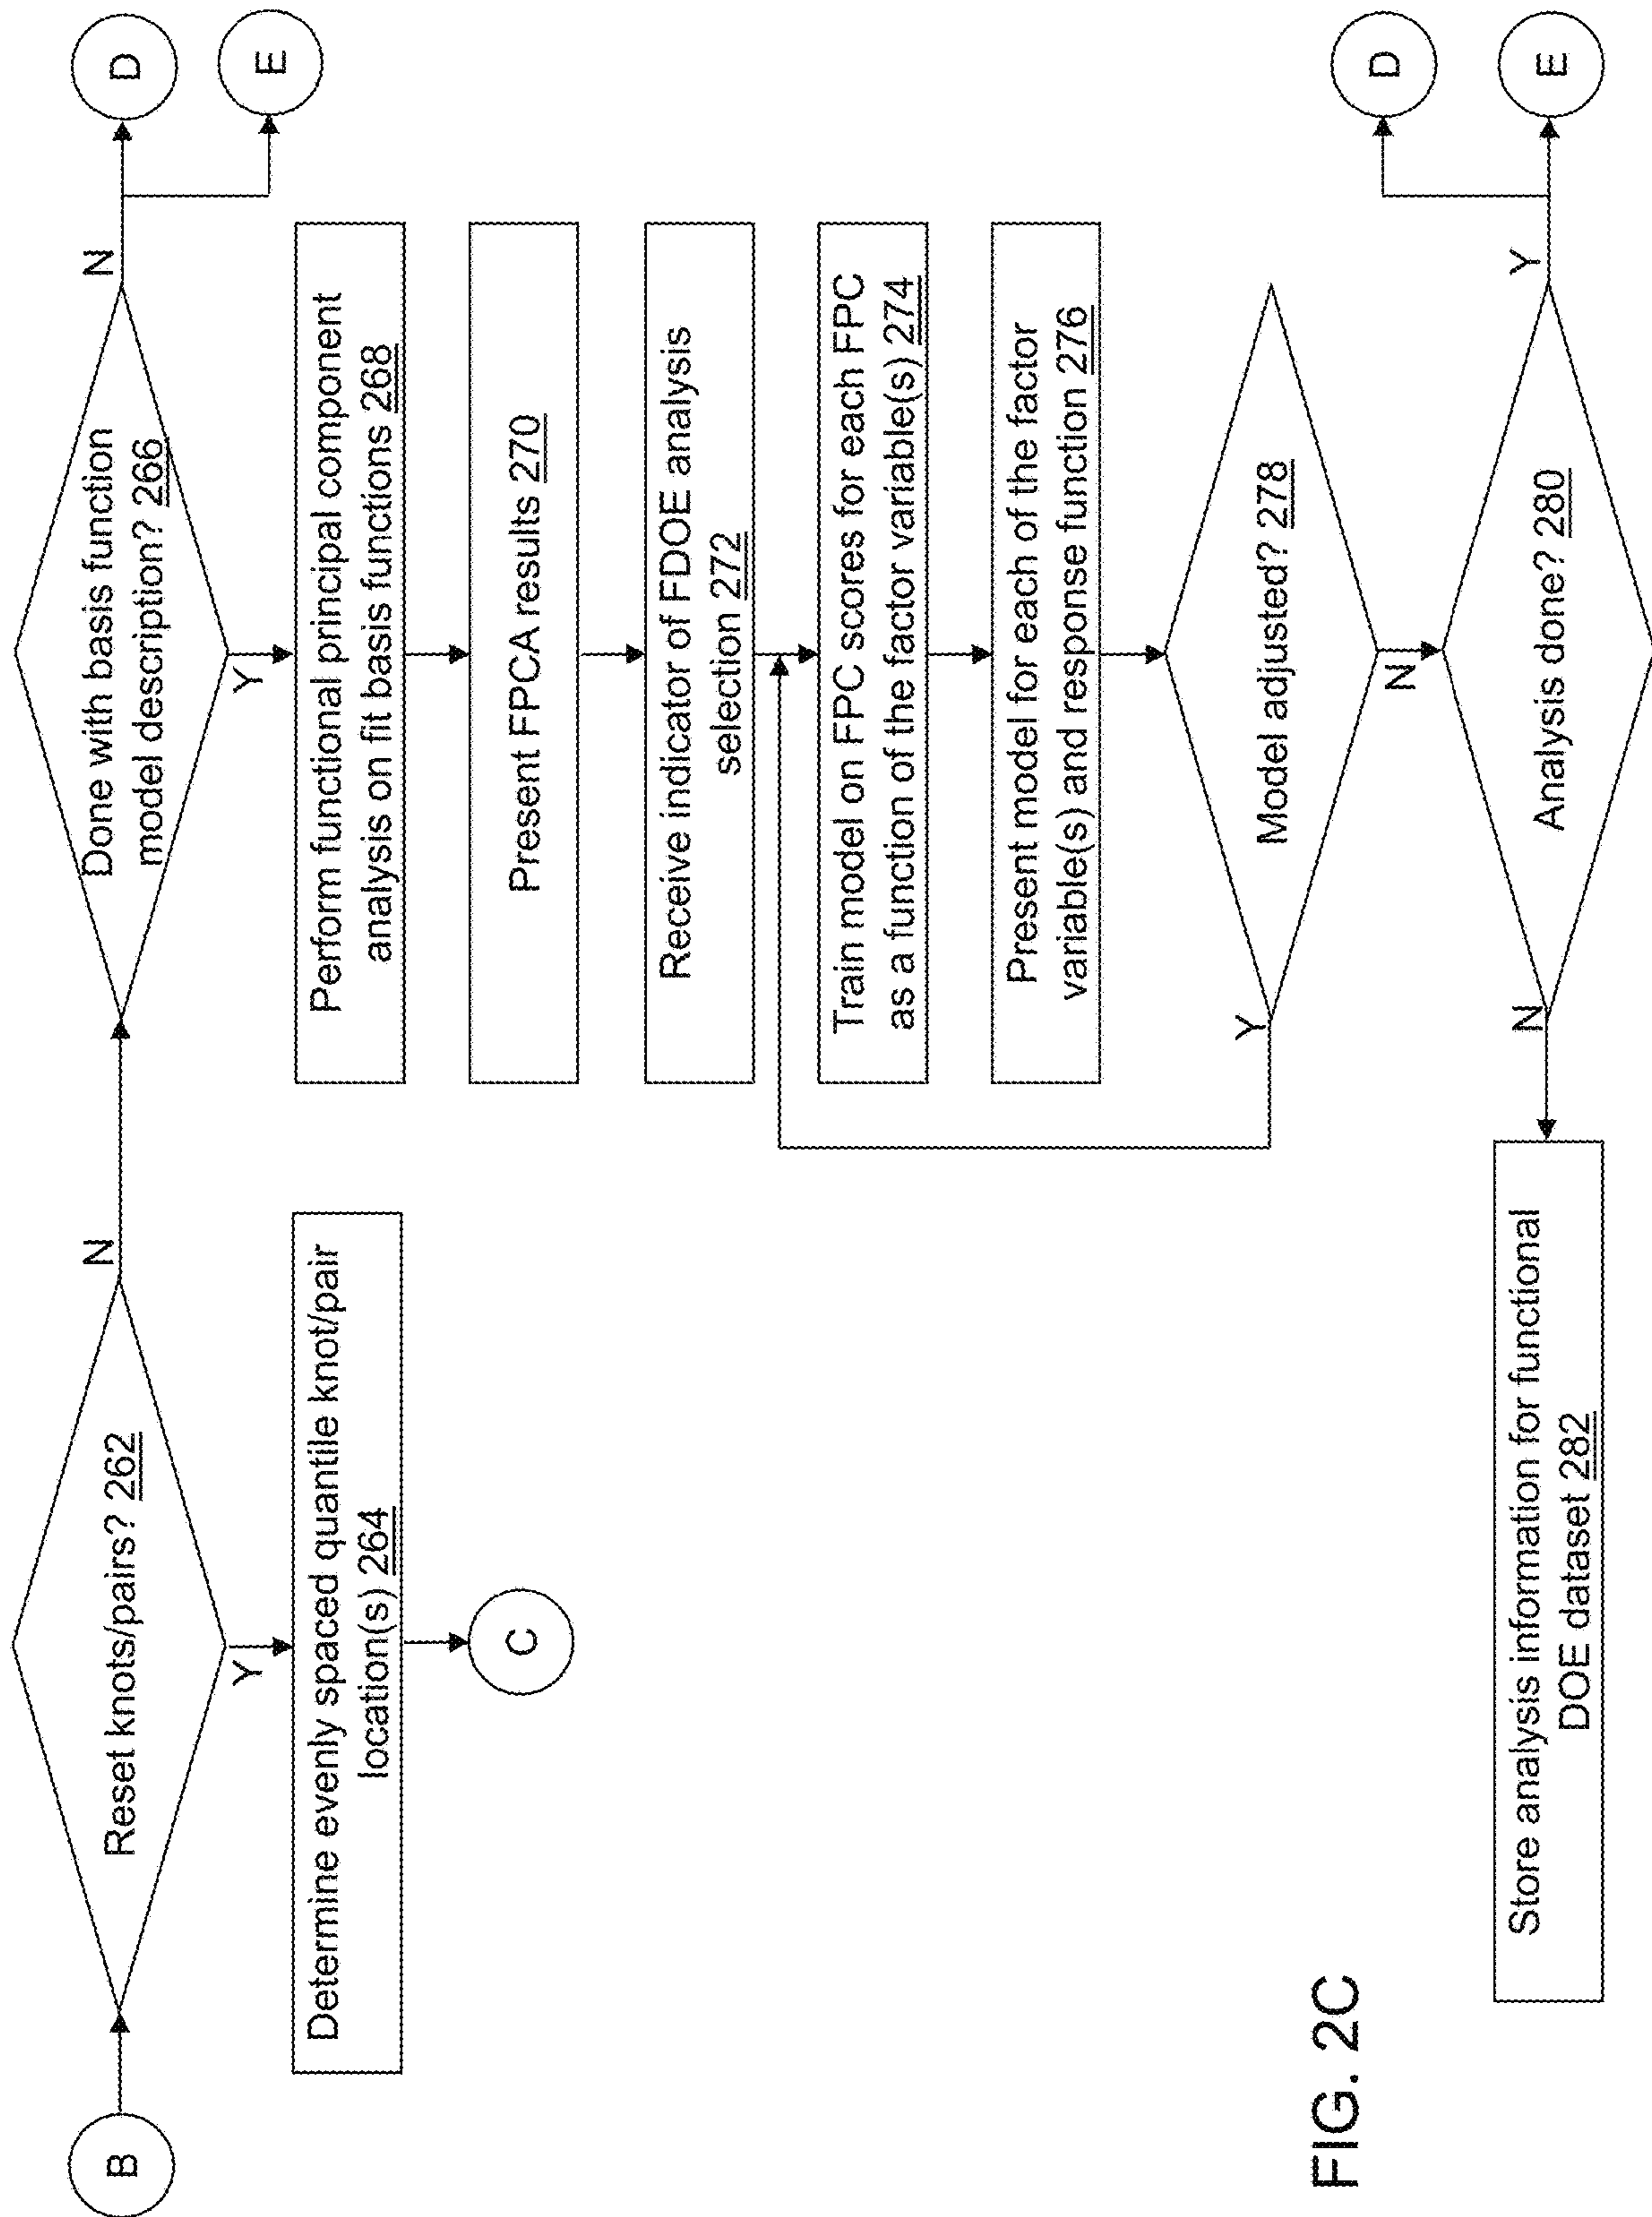 B
Reset knots/pairs? 262
Y
N
Determine evenly spaced quantile knot/pair
location(s) 264
C
Done with basis function
model description? 266
N
D
E
Y
Perform functional principal component
analysis on fit basis functions 268
Present FPCA results 270
Receive indicator of FDOE analysis
selection 272
Train model on FPC scores for each FPC
as a function of the factor variable(s) 274
Present model for each of the factor
variable(s) and response function 276
Model adjusted? 278
Y
N
Analysis done? 280
Y
D
E
N
Store analysis information for functional
DOE dataset 282
FIG. 2C